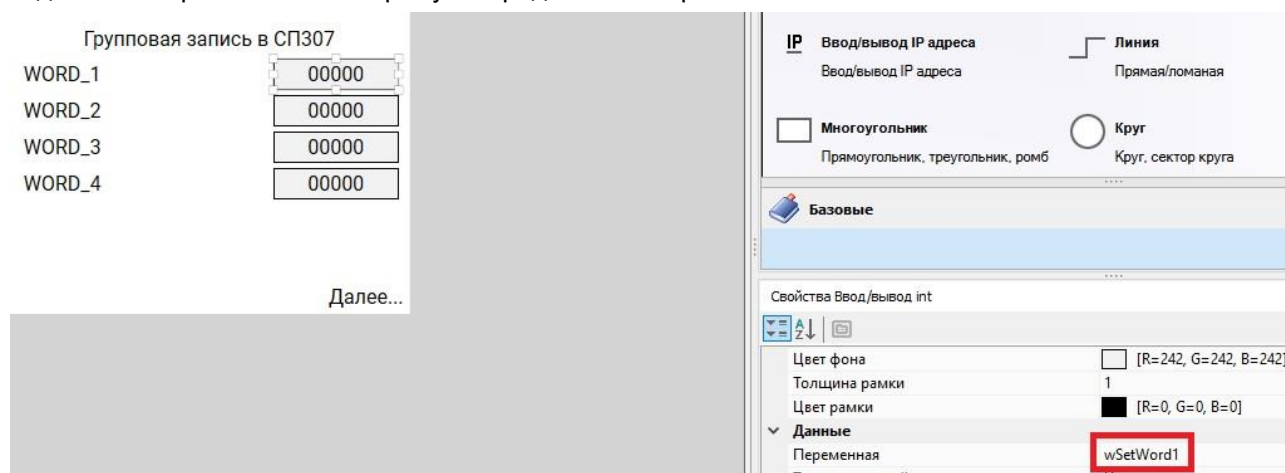 Групповая запись в СП307
WORD_1 00000
WORD_2 00000
WORD_3 00000
WORD_4 00000
Далее...
IP Ввод/вывод IP адреса
Ввод/вывод IP адреса
Линия
Прямая/ломаная
Многоугольник
Прямоугольник, треугольник, ромб
Круг
Круг, сектор круга
Базовые
Свойства Ввод/вывод int
Цвет фона [R=242, G=242, B=242]
Толщина рамки 1
Цвет рамки [R=0, G=0, B=0]
Данные
Переменная wSetWord1